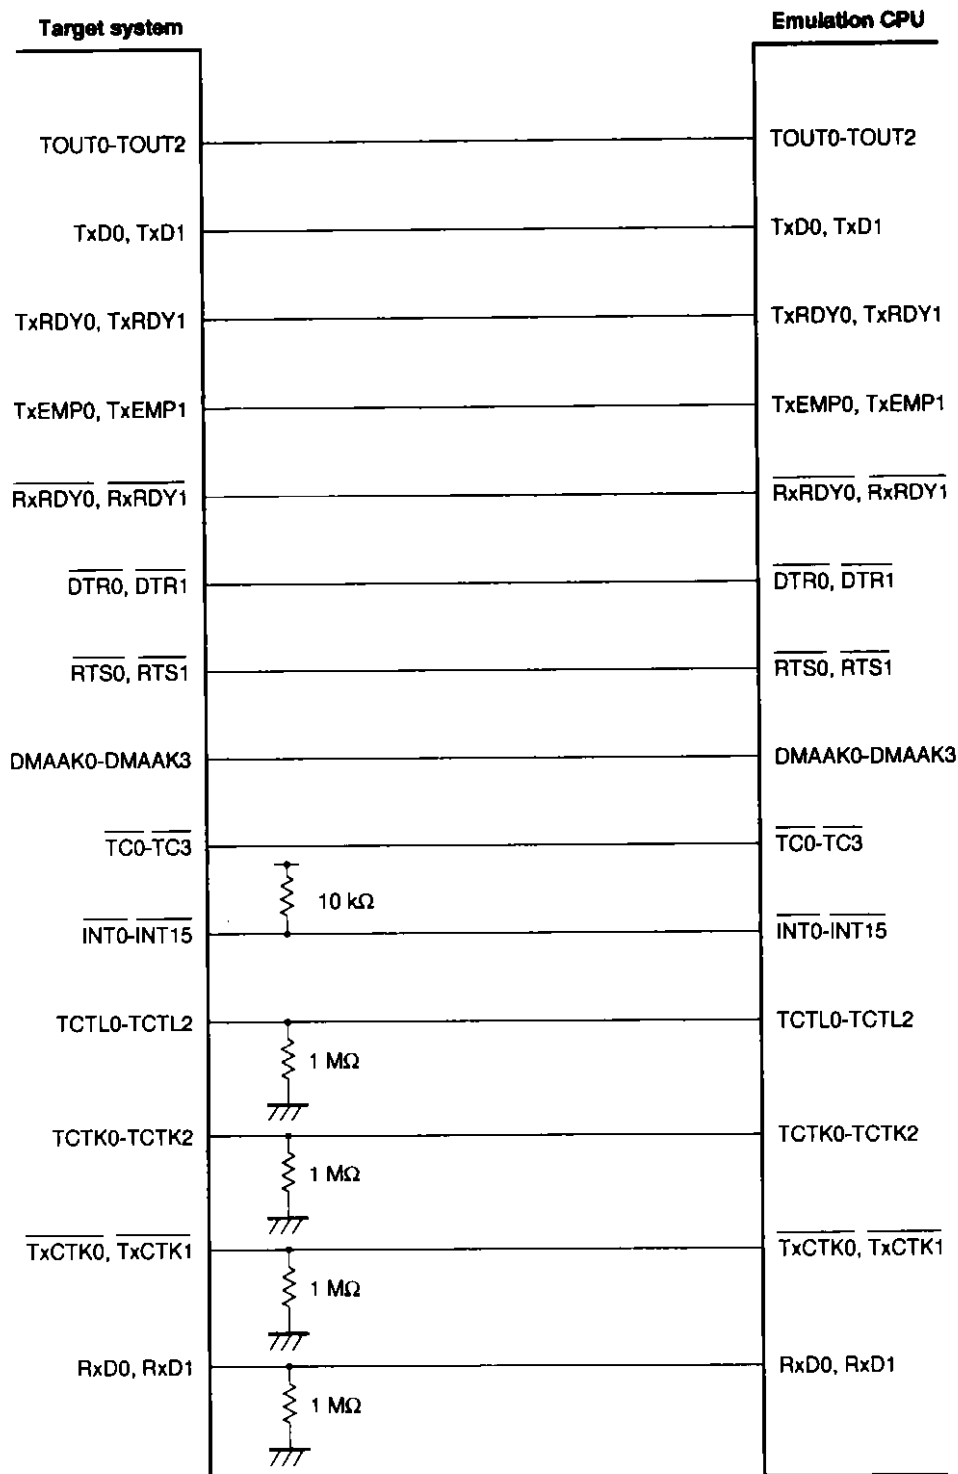 Target system
Emulation CPU
TOUT0-TOUT2
TOUT0-TOUT2
TxD0, TxD1
TxD0, TxD1
TxRDY0, TxRDY1
TxRDY0, TxRDY1
TxEMP0, TxEMP1
TxEMP0, TxEMP1
RxRDY0, RxRDY1
RxRDY0, RxRDY1
DTR0, DTR1
DTR0, DTR1
RTS0, RTS1
RTS0, RTS1
DMAAK0-DMAAK3
DMAAK0-DMAAK3
TC0-TC3
TC0-TC3
10 kΩ
INT0-INT15
INT0-INT15
TCTL0-TCTL2
TCTL0-TCTL2
1 MΩ
TCTK0-TCTK2
TCTK0-TCTK2
1 MΩ
TxCTK0, TxCTK1
TxCTK0, TxCTK1
1 MΩ
RxD0, RxD1
RxD0, RxD1
1 MΩ